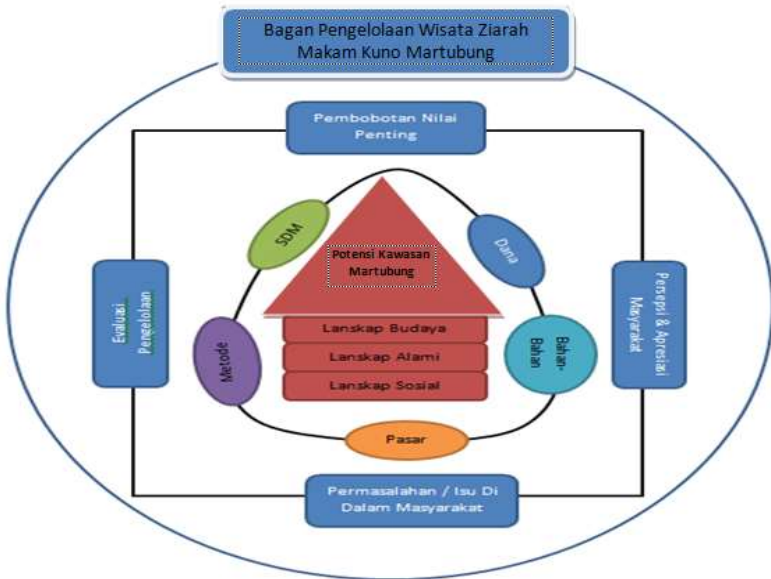 Bagan Pengelolaan Wisata Ziarah
Makam Kuno Martubung
Pembobotan Nilai
Penting
SDM
Dana
Potensi Kawasan
Martubung
Evaluasi
Pengelolaan
Persepsi & Apresiasi
Masyarakat
Lanskap Budaya
Metode
Bahan-
Bahan
Lanskap Alami
Lanskap Sosial
Pasar
Permasalahan / Isu Di
Dalam Masyarakat